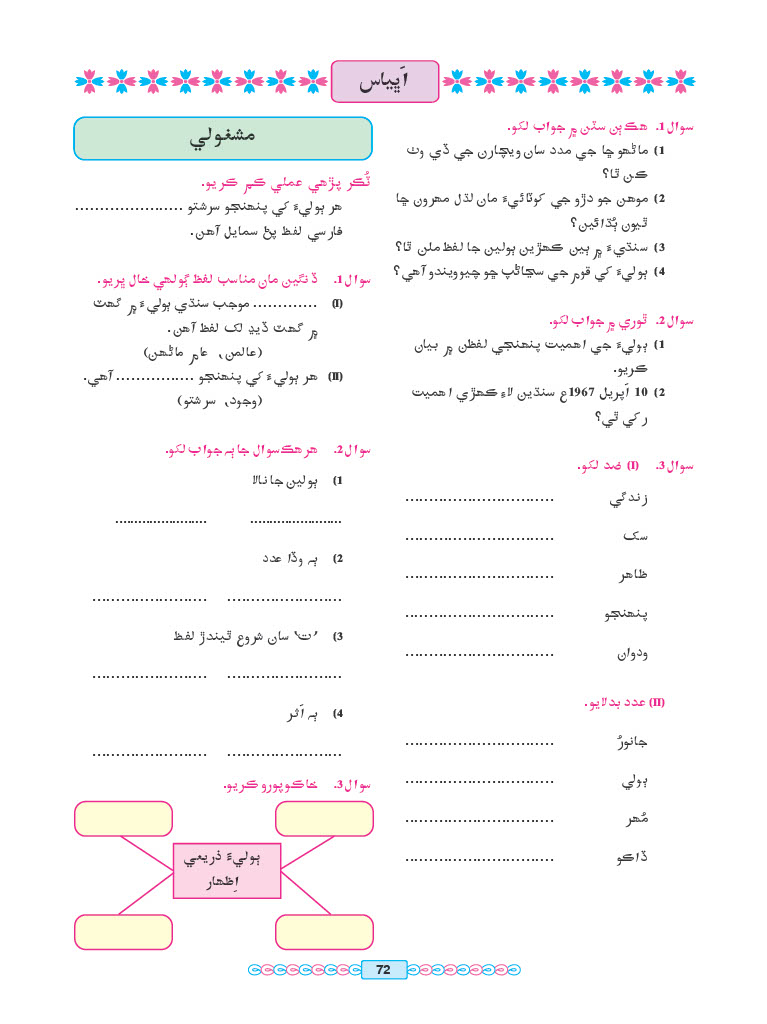 اَڀياس
سوال 1. هڪ ٻن سٽن ۾ جواب لکو.
1) ماڻهو ڇا جي مدد سان ويچارن جي ڏي وٺ
ڪن ٿا؟
2) موهن جو دڙو جي کوٽائيءَ مان لڌل مهرون ڇا
ٿيون ٻُڌائين؟
3) سنڌيءَ ۾ ٻين ڪهڙين ٻولين جا لفظ ملن ٿا؟
4) ٻوليءَ کي قوم جي سڃاڻپ ڇو چيو ويندو آهي؟
سوال 2. ٿوري ۾ جواب لکو.
1) ٻوليءَ جي اهميت پنهنجي لفظن ۾ بيان
ڪريو.
2) 10 اَپريل 1967ع سنڌين لاءِ ڪهڙي اهميت
رکي ٿي؟
سوال 3. (I) ضد لکو.
زندگي ..............................
سک ..............................
ظاهر ..............................
پنهنجو ..............................
ودوان ..............................
(II) عدد بدلايو.
جانورُ ..............................
ٻولي ..............................
مُهر ..............................
ڌاڪو ..............................
مشغولي
ٽُڪر پڙهي عملي ڪم ڪريو.
هر ٻوليءَ کي پنهنجو سرشتو .......................
فارسي لفظ پڻ سمايل آهن.
سوال 1. ڏنگين مان مناسب لفظ ڳولهي خال ڀريو.
(I) ............. موجب سنڌي ٻوليءَ ۾ گهٽ
۾ گهٽ ڏيڍ لک لفظ آهن.
(عالمن، عام ماڻهن)
(II) هر ٻوليءَ کي پنهنجو ................ آهي.
(وجود، سرشتو)
سوال 2. هر هڪ سوال جا ٻه جواب لکو.
1) ٻولين جا نالا
........................ ........................
2) ٻه وڏا عدد
........................ ........................
3) ’ت‘ سان شروع ٿيندڙ لفظ
........................ ........................
4) ٻه اَثر
........................ ........................
سوال 3. خاڪو پورو ڪريو.
ٻوليءَ ذريعي
اِظهار
72